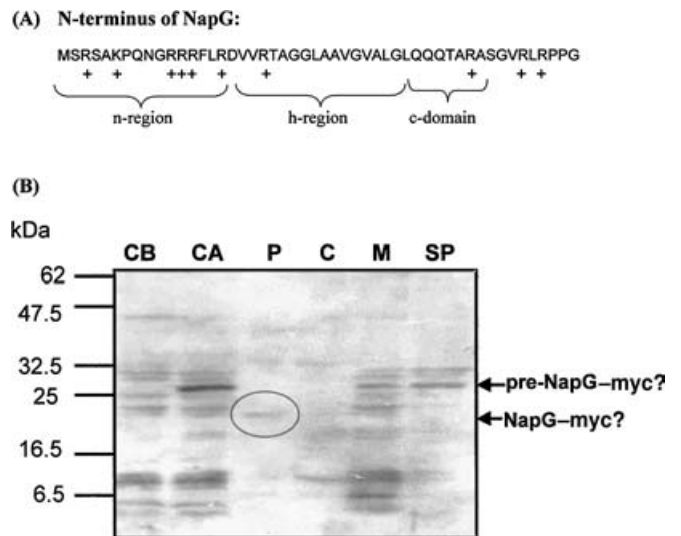 (A) N-terminus of NapG:
MSRSAKPQNGRRRFLRDVVRTAGGLAAVGVALGLQQQTARASGVRLRPPG
+ + +++ + + + + +
n-region h-region c-domain
(B)
kDa
CB CA P C M SP
62
47.5
32.5
25
16.5
6.5
pre-NapG–myc?
NapG–myc?